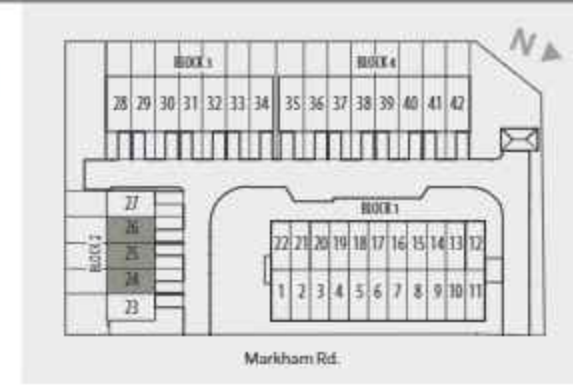 N
BLOCK 3 BLOCK 4
28 29 30 31 32 33 34 35 36 37 38 39 40 41 42
27
BLOCK 1
26
BLOCK 2
22 21 20 19 18 17 16 15 14 13 12
25
24
1 2 3 4 5 6 7 8 9 10 11
23
Markham Rd.